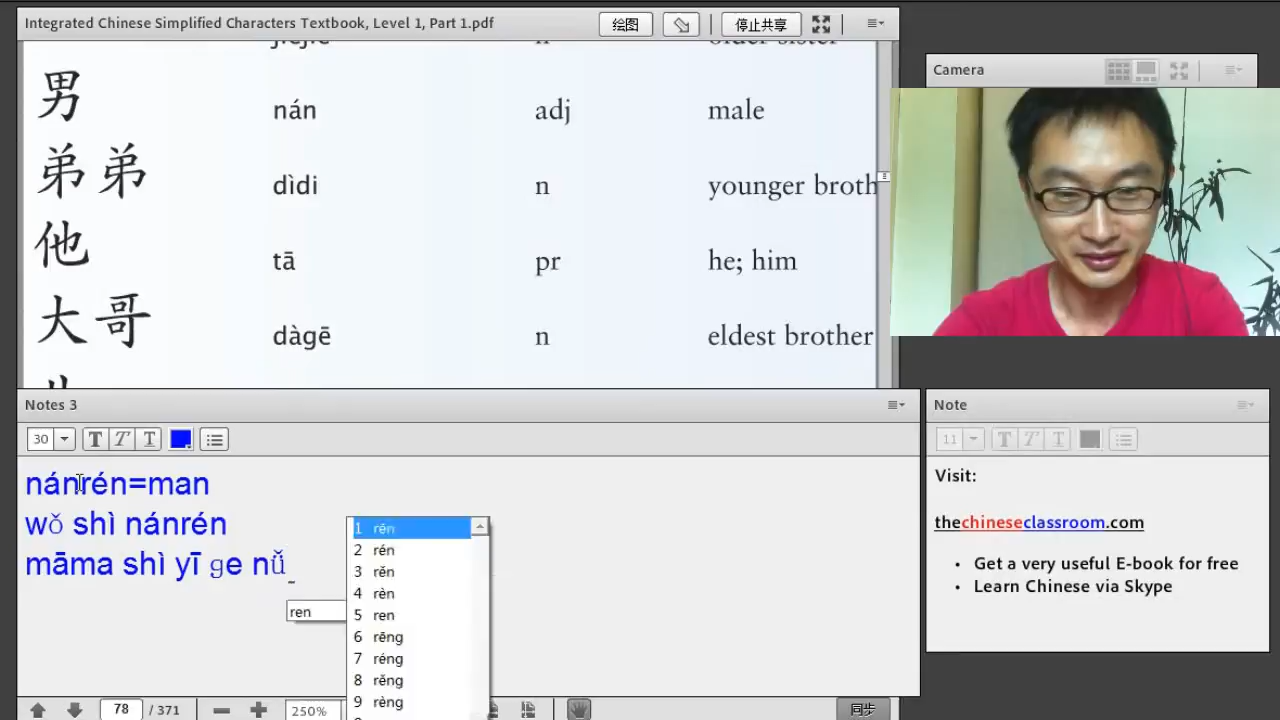 Integrated Chinese Simplified Characters Textbook, Level 1, Part 1.pdf
绘图
停止共享
jiějie n older sister
男 nán adj male
弟弟 dìdi n younger broth
他 tā pr he; him
大哥 dàgē n eldest brother
Camera
Notes 3
30 T T T
nánrén=man
wǒ shì nánrén
māma shì yī ge nǚ
ren
1 rēn
2 rén
3 rěn
4 rèn
5 ren
6 rēng
7 réng
8 rěng
9 rèng
78 / 371
250%
同步
Note
11 T T T
Visit:
thechineseclassroom.com
• Get a very useful E-book for free
• Learn Chinese via Skype